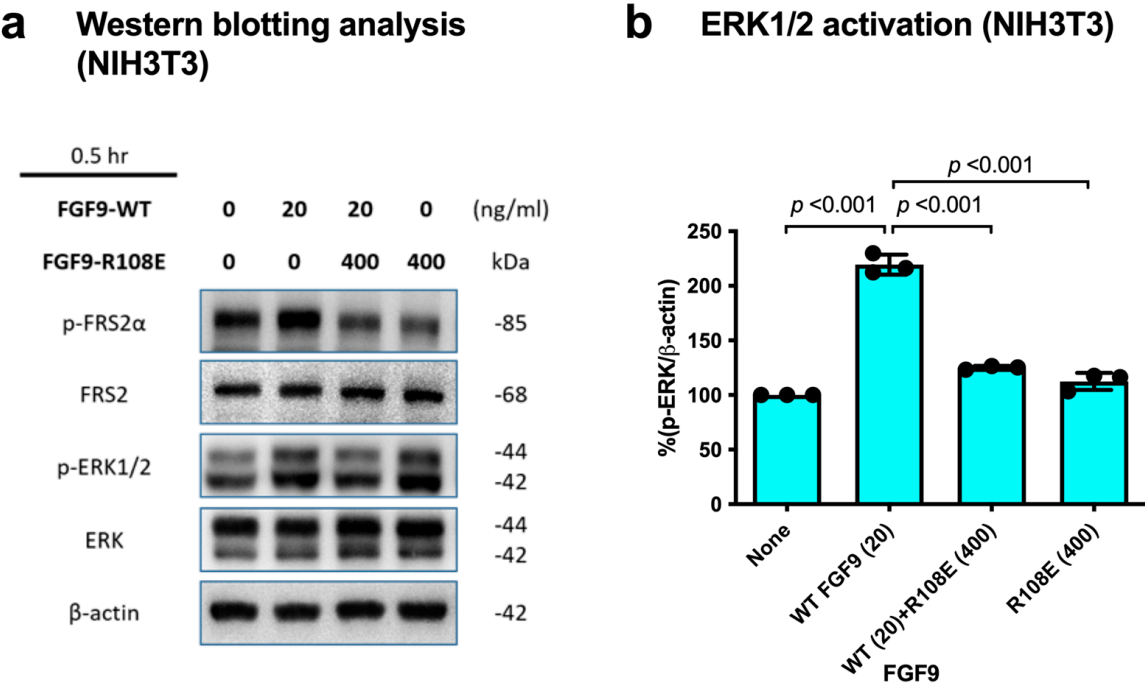 a Western blotting analysis
(NIH3T3)
0.5 hr
FGF9-WT 0 20 20 0 (ng/ml)
FGF9-R108E 0 0 400 400 kDa
p-FRS2α -85
FRS2 -68
p-ERK1/2 -44
-42
ERK -44
-42
β-actin -42
b ERK1/2 activation (NIH3T3)
p <0.001
p <0.001 p <0.001
%(p-ERK/β-actin)
250
200
150
100
50
0
None
WT FGF9 (20)
WT (20)+R108E (400)
R108E (400)
FGF9